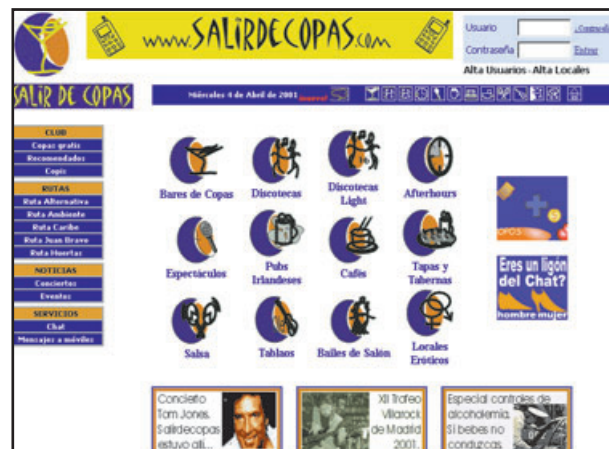 www.SALIRDECOPAS.com
Usuario
Contraseña
Entrar
Alta Usuarios - Alta Locales
SALIR DE COPAS
Miércoles 4 de Abril de 2001 nuevo!
CLUB
Copas gratis
Recomendados
Copis
RUTAS
Ruta Alternativa
Ruta Ambiente
Ruta Caribe
Ruta Juan Bravo
Ruta Huertas
NOTICIAS
Conciertos
Eventos
SERVICIOS
Chat
Mensajes a móviles
Bares de Copas
Discotecas
Discotecas
Light
Afterhours
Espectáculos
Pubs
Irlandeses
Cafés
Tapas y
Tabernas
Salsa
Tablaos
Bailes de Salón
Locales
Eróticos
Eres un ligón
del Chat?
hombre mujer
Concierto
Tom Jones.
Salirdecopas
estuvo allí...
XII Trofeo
Villarock
de Madrid
2001.
Especial controles de
alcoholemia.
Si bebes no
conduzcas.